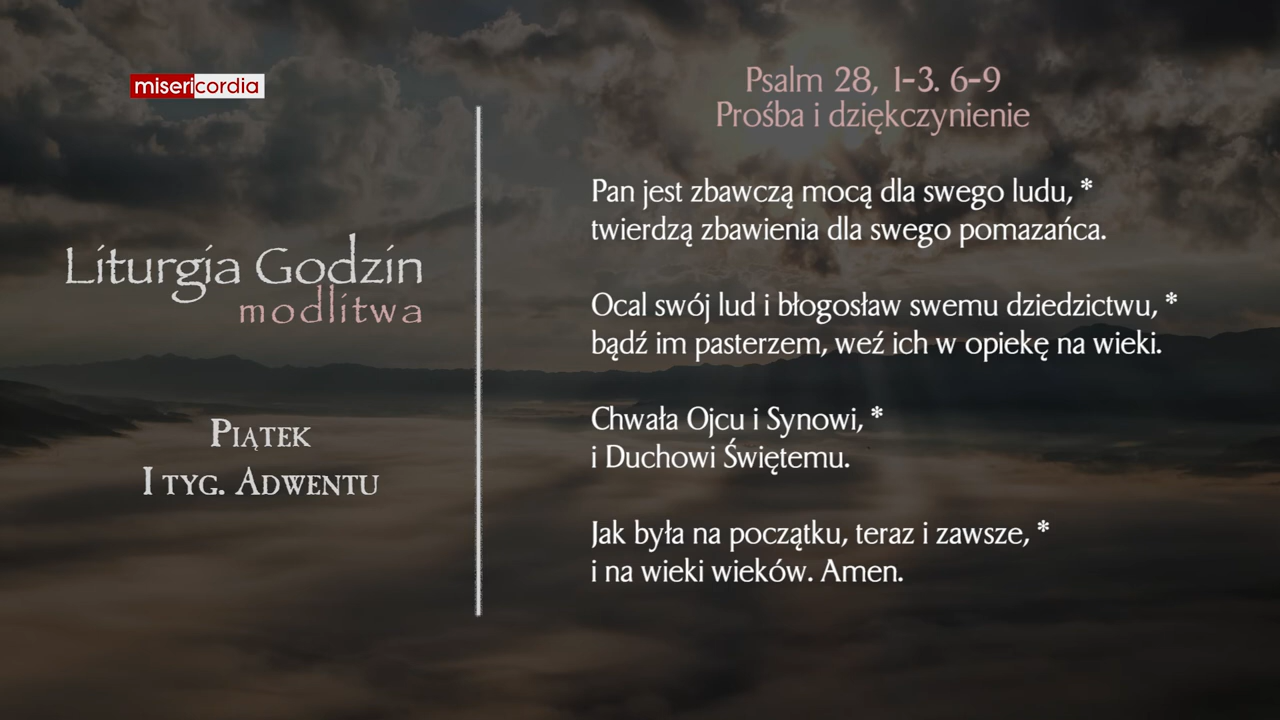 misericordia
Liturgia Godzin
modlitwa
Piątek
I tyg. Adwentu
Psalm 28, 1-3. 6-9
Prośba i dziękczynienie
Pan jest zbawczą mocą dla swego ludu, *
twierdzą zbawienia dla swego pomazańca.
Ocal swój lud i błogosław swemu dziedzictwu, *
bądź im pasterzem, weź ich w opiekę na wieki.
Chwała Ojcu i Synowi, *
i Duchowi Świętemu.
Jak była na początku, teraz i zawsze, *
i na wieki wieków. Amen.